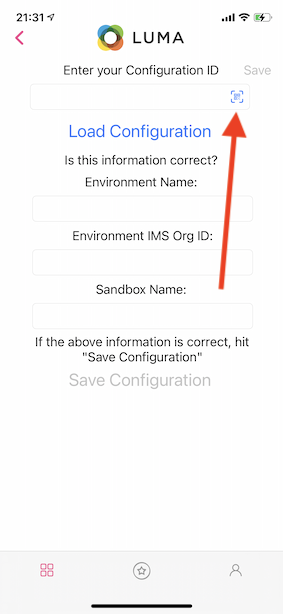 21:31
LUMA
Enter your Configuration ID
Save
Load Configuration
Is this information correct?
Environment Name:
Environment IMS Org ID:
Sandbox Name:
If the above information is correct, hit
"Save Configuration"
Save Configuration